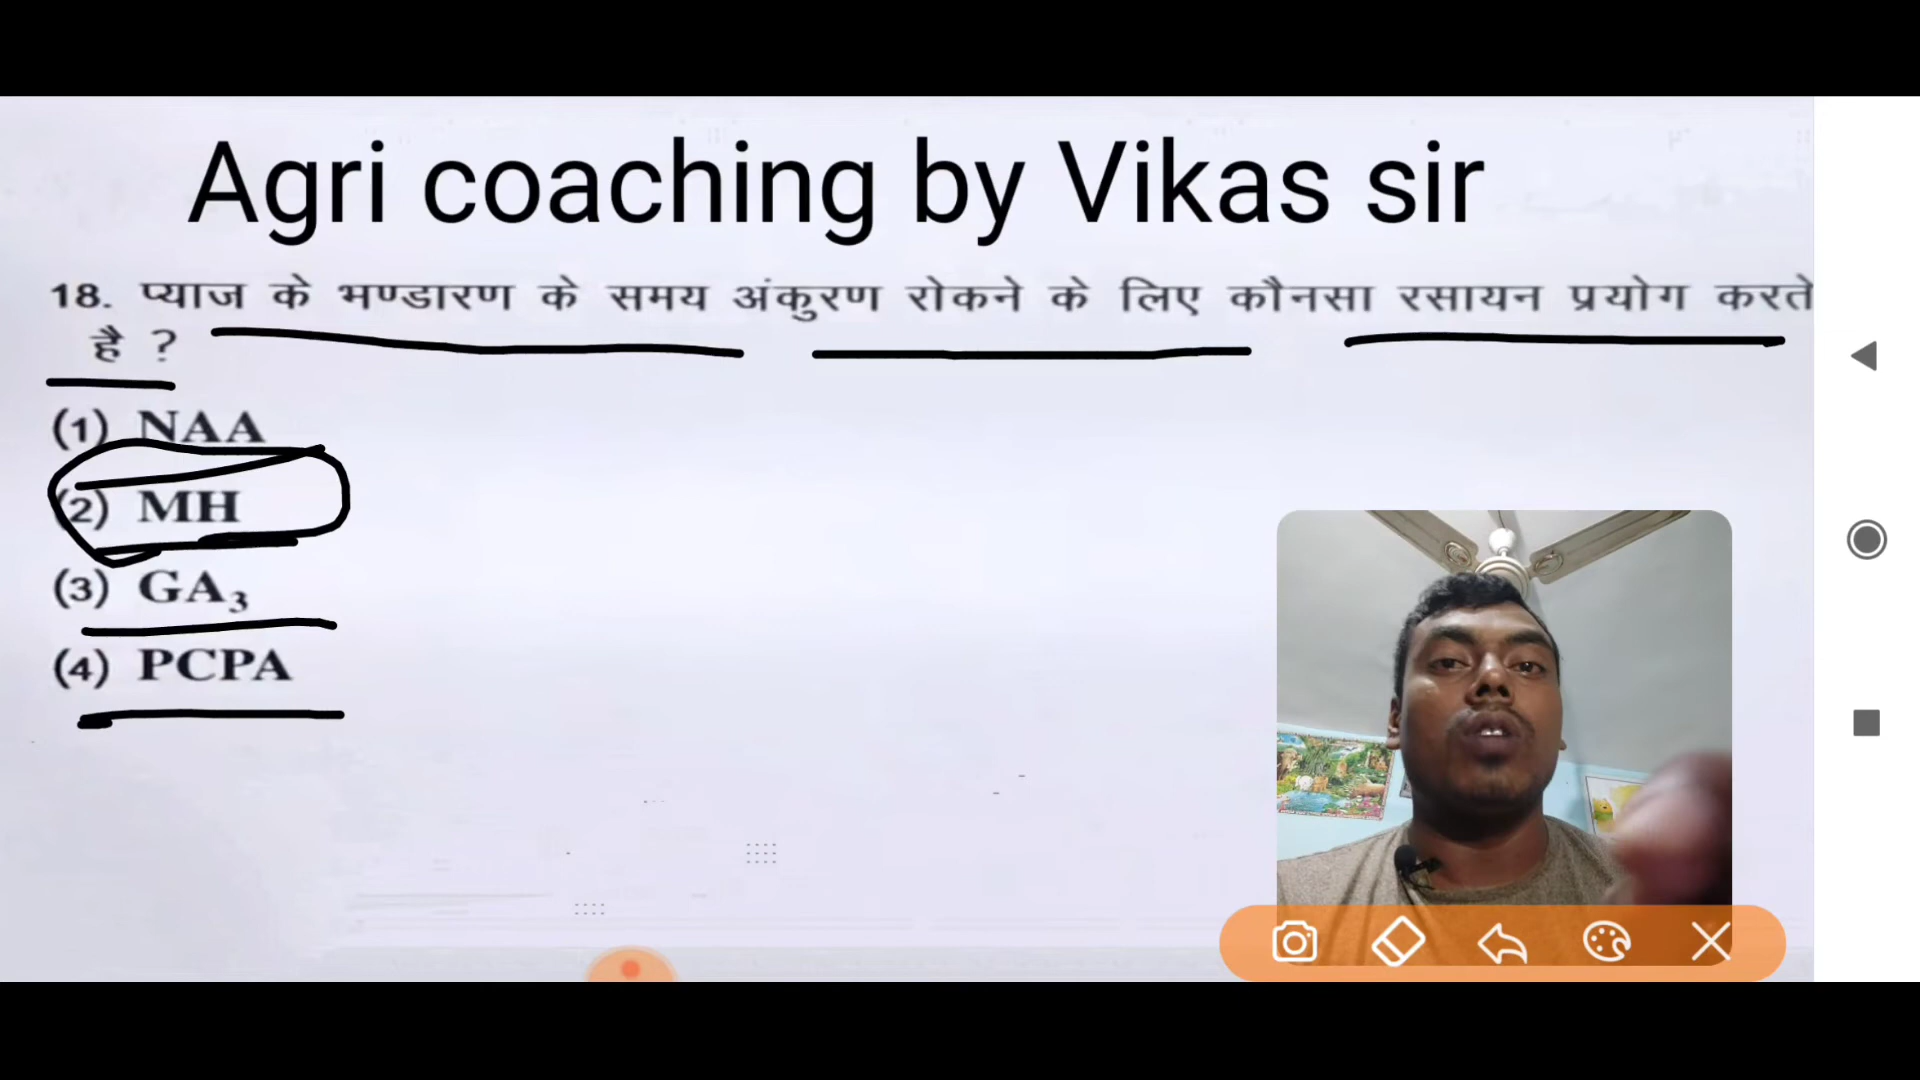 Agri coaching by Vikas sir
18. प्याज के भण्डारण के समय अंकुरण रोकने के लिए कौनसा रसायन प्रयोग करते
है ?
(1) NAA
(2) MH
(3) GA₃
(4) PCPA